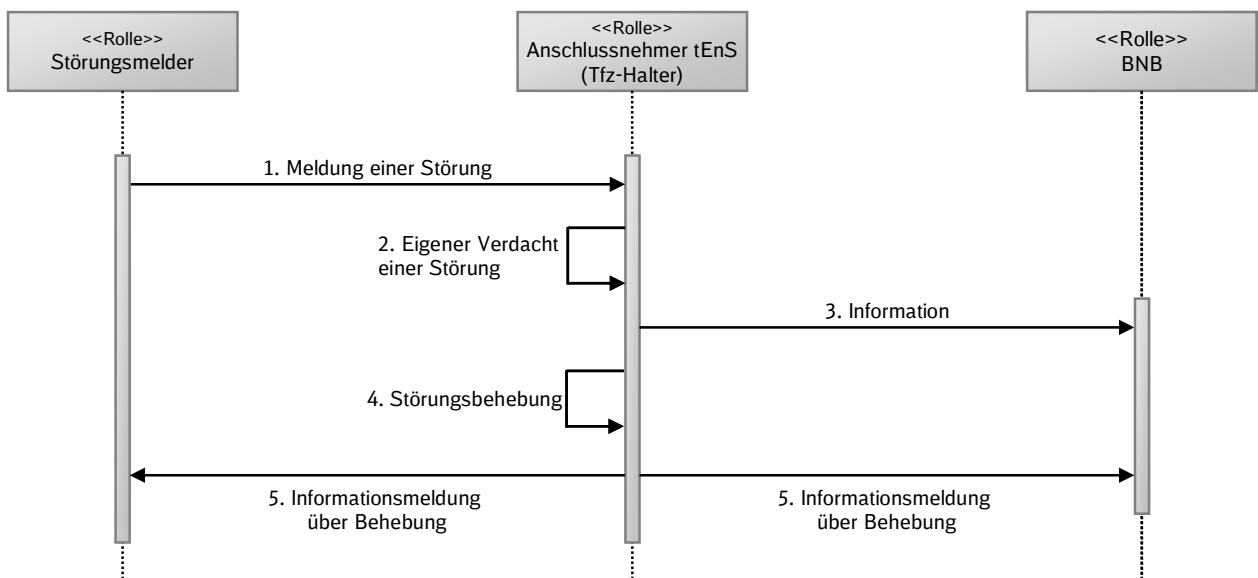 <<Rolle>>
Störungsmelder
<<Rolle>>
Anschlussnehmer tEnS
(Tfz-Halter)
<<Rolle>>
BNB
1. Meldung einer Störung
2. Eigener Verdacht
einer Störung
3. Information
4. Störungsbehebung
5. Informationsmeldung
über Behebung
5. Informationsmeldung
über Behebung